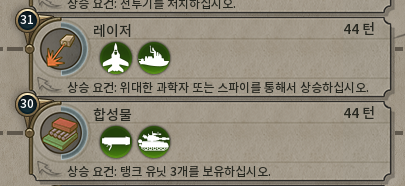 상승 요건: 전투기를 처치하십시오.
31
레이저
44 턴
상승 요건: 위대한 과학자 또는 스파이를 통해서 상승하십시오.
30
합성물
44 턴
상승 요건: 탱크 유닛 3개를 보유하십시오.